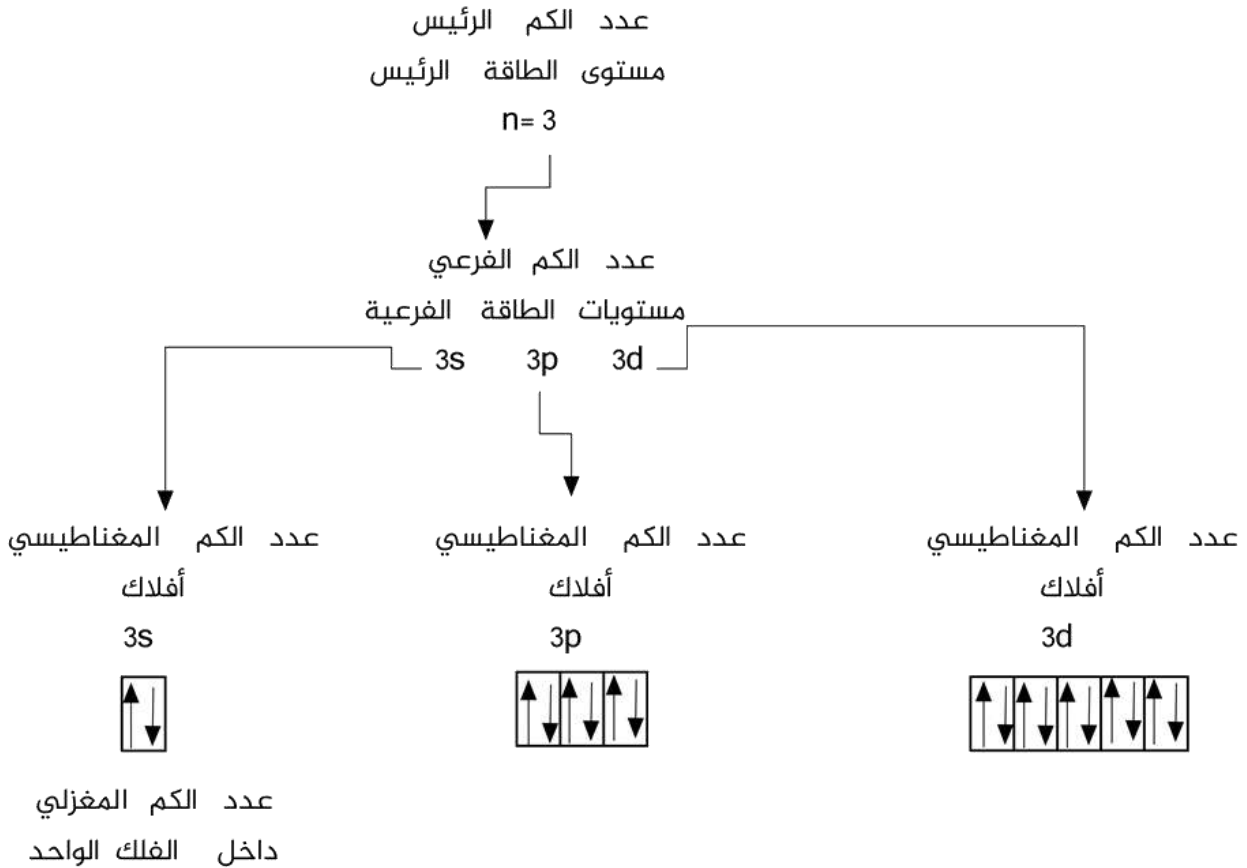 عدد الكم الرئيس
مستوى الطاقة الرئيس
n= 3
عدد الكم الفرعي
مستويات الطاقة الفرعية
3s 3p 3d
عدد الكم المغناطيسي
أفلاك
3s
عدد الكم المغناطيسي
أفلاك
3p
عدد الكم المغناطيسي
أفلاك
3d
عدد الكم المغزلي
داخل الفلك الواحد